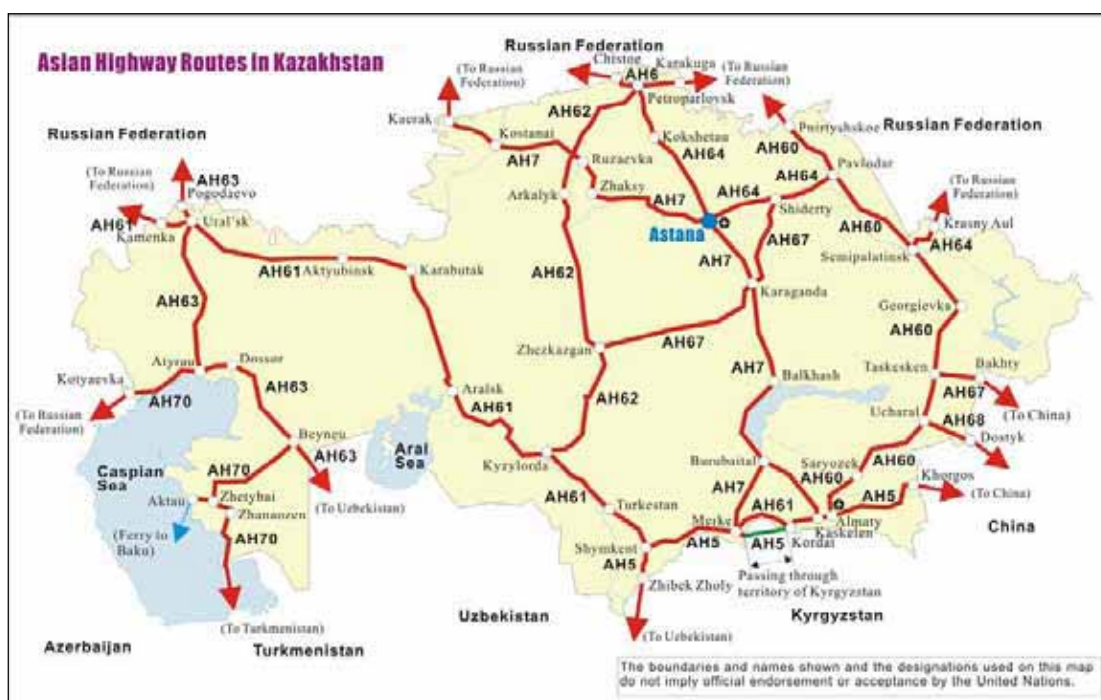 Asian Highway Routes In Kazakhstan
Russian Federation
Chistoe
Karakuga
AH6
(To Russian
Federation)
(To Russian
Federation)
Petroparlovsk
Kaerak
AH62
Pnirtyshskoe
Russian Federation
Kostanai
Kokshetau
AH60
Russian Federation
AH7
Ruzaevka
AH64
Pavlodar
(To Russian
Federation)
AH63
Pogodaevo
Arkalyk
Zhaksy
AH7
AH64
AH64
(To Russian
Federation)
AH61
Kamenka
Ural'sk
Astana
Shiderty
AH60
Krasny Aul
AH64
AH67
Semipalatinsk
AH61
Aktyubinsk
Karabutak
AH62
AH7
Karaganda
AH63
Georgievka
AH60
Zhezkazgan
AH67
Atyrau
Dossor
AH7
Balkhash
Taskesken
Bakhty
Kotyaevka
AH63
AH67
AH70
Aralsk
AH61
AH62
(To China)
(To Russian
Federation)
Ucharal
AH68
Beyneu
Dostyk
Aral
Sea
AH63
Kyzylorda
Burubaital
Saryozek
AH60
Caspian
Sea
AH70
AH60
Khorgos
Aktau
Zhetybai
(To Uzbekistan)
AH61
Turkestan
AH7
AH61
AH5
(To China)
Zhanaozen
Merke
Almaty
China
(Ferry to
Baku)
AH70
Shymkent
AH5
AH5
Kordai
Kaskelen
AH5
Zhibek Zholy
Passing through
territory of Kyrgyzstan
Uzbekistan
Kyrgyzstan
(To Turkmenistan)
(To Uzbekistan)
Azerbaijan
Turkmenistan
The boundaries and names shown and the designations used on this map
do not imply official endorsement or acceptance by the United Nations.